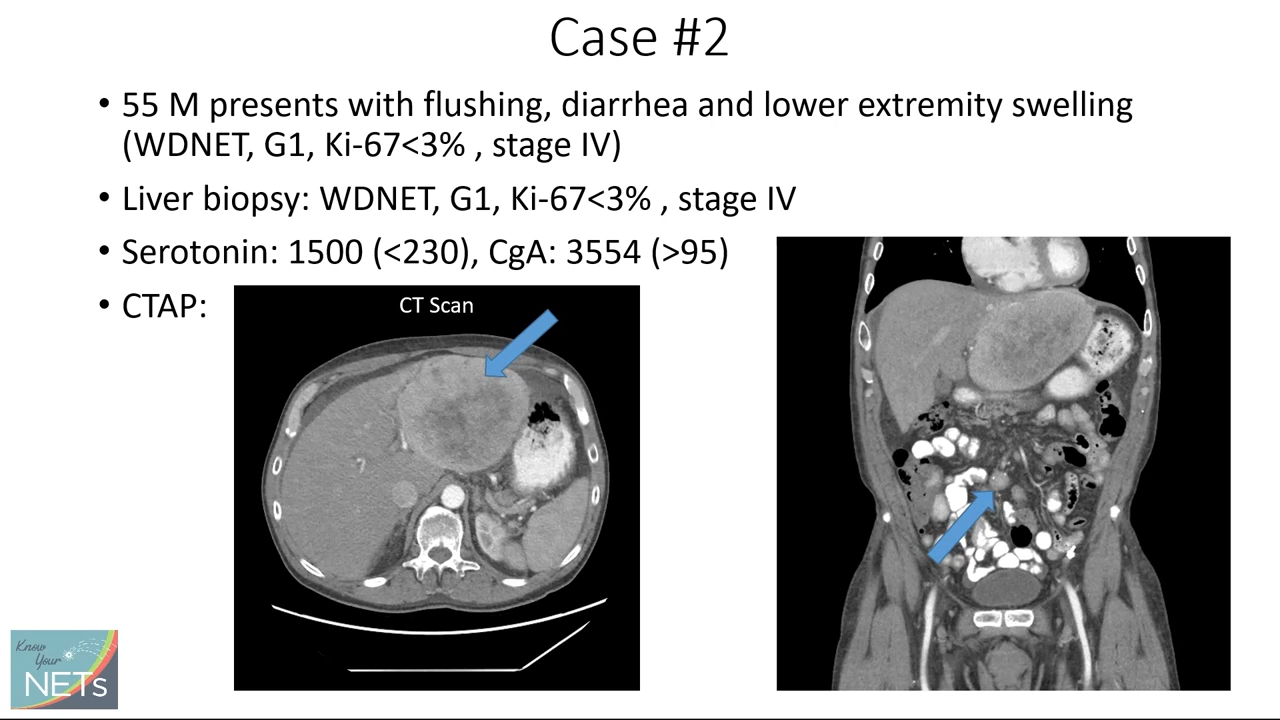 Case #2
• 55 M presents with flushing, diarrhea and lower extremity swelling
(WDNET, G1, Ki-67<3% , stage IV)
• Liver biopsy: WDNET, G1, Ki-67<3% , stage IV
• Serotonin: 1500 (<230), CgA: 3554 (>95)
• CTAP:
CT Scan
Know
Your
NETs